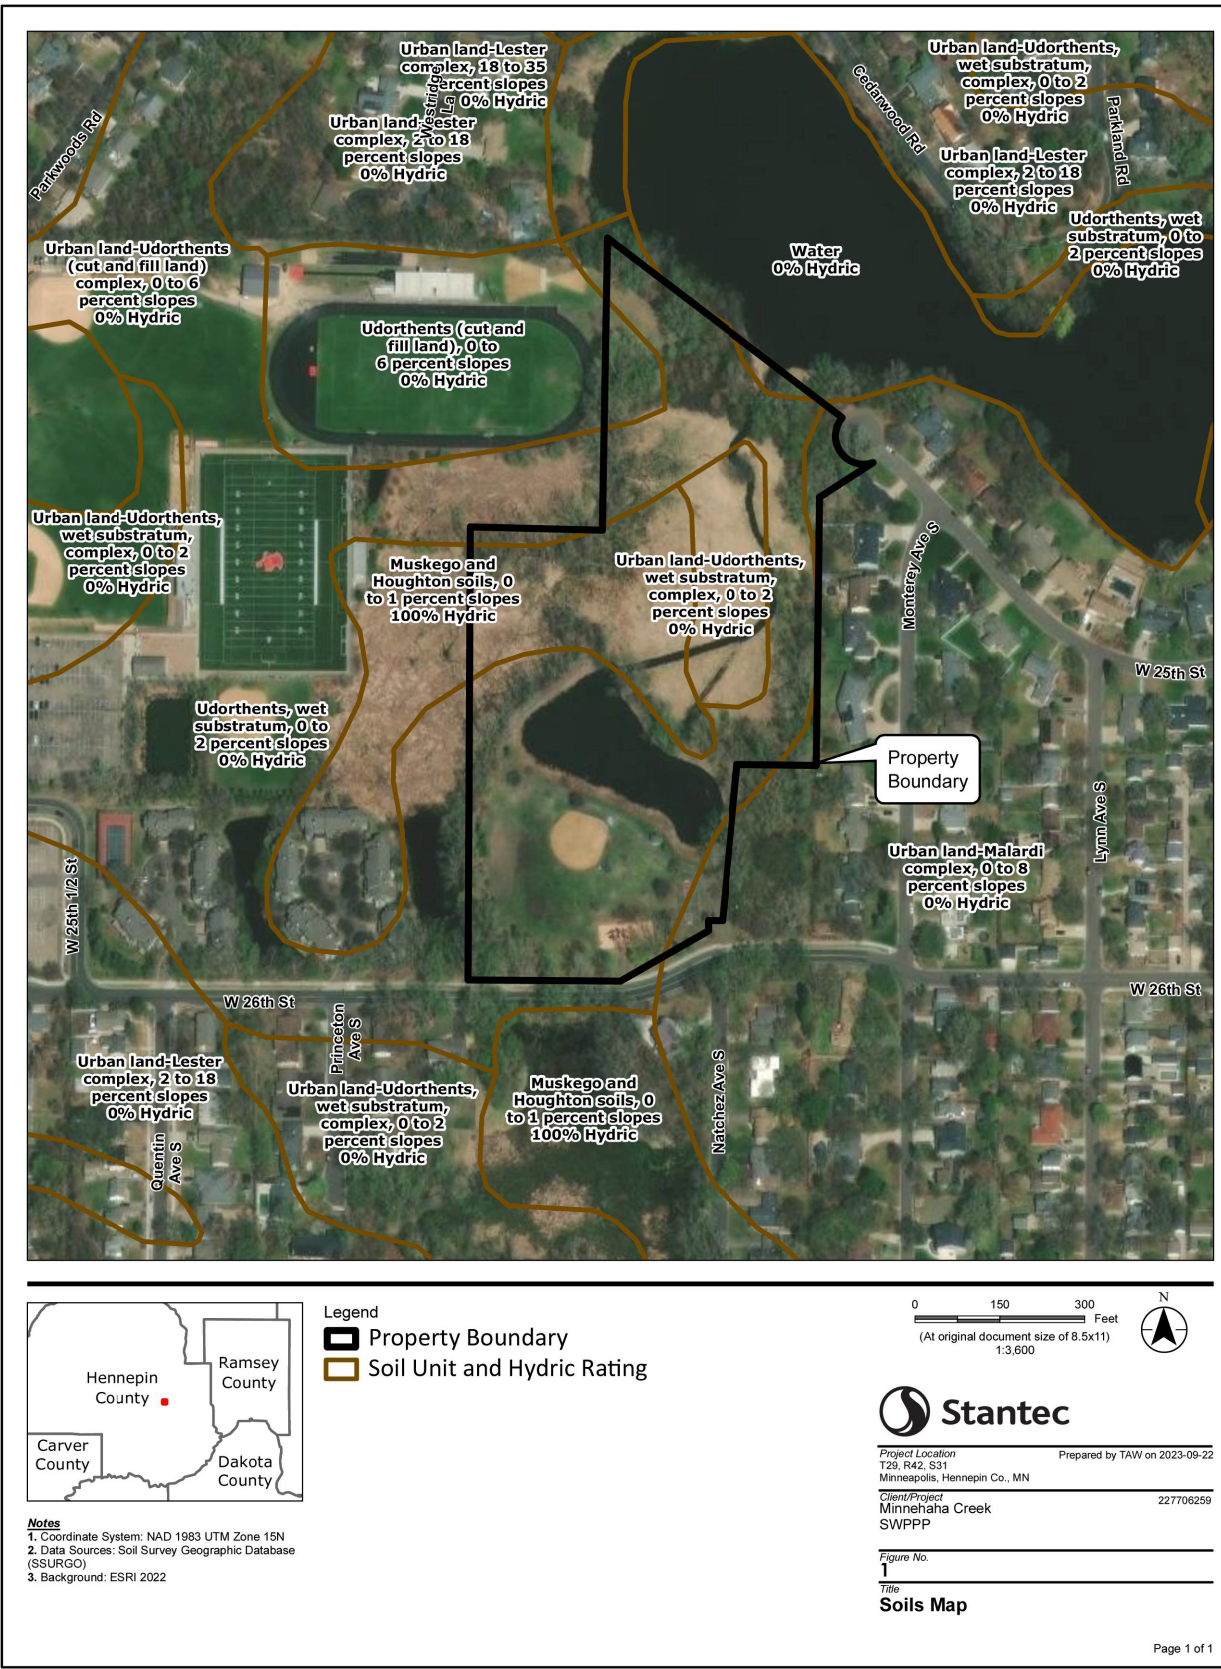 Urban land-Lester
complex, 18 to 35
percent slopes
0% Hydric
Westridge
La
Urban land-Lester
complex, 2 to 18
percent slopes
0% Hydric
Parkwoods Rd
Cedarwood Rd
Urban land-Udorthents,
wet substratum,
complex, 0 to 2
percent slopes
0% Hydric
Parkland Rd
Urban land-Lester
complex, 2 to 18
percent slopes
0% Hydric
Udorthents, wet
substratum, 0 to
2 percent slopes
0% Hydric
Water
0% Hydric
Urban land-Udorthents
(cut and fill land)
complex, 0 to 6
percent slopes
0% Hydric
Udorthents (cut and
fill land), 0 to
6 percent slopes
0% Hydric
Urban land-Udorthents,
wet substratum,
complex, 0 to 2
percent slopes
0% Hydric
Muskego and
Houghton soils, 0
to 1 percent slopes
100% Hydric
Urban land-Udorthents,
wet substratum,
complex, 0 to 2
percent slopes
0% Hydric
Monterey Ave S
W 25th St
Udorthents, wet
substratum, 0 to
2 percent slopes
0% Hydric
Property
Boundary
Lynn Ave S
Urban land-Malardi
complex, 0 to 8
percent slopes
0% Hydric
W 25th 1/2 St
W 26th St
W 26th St
Princeton
Ave S
Urban land-Lester
complex, 2 to 18
percent slopes
0% Hydric
Quentin
Ave S
Urban land-Udorthents,
wet substratum,
complex, 0 to 2
percent slopes
0% Hydric
Muskego and
Houghton soils, 0
to 1 percent slopes
100% Hydric
Natchez Ave S
Hennepin
County
Ramsey
County
Carver
County
Dakota
County
Legend
Property Boundary
Soil Unit and Hydric Rating
0 150 300
Feet
(At original document size of 8.5x11)
1:3,600
N
Notes
1. Coordinate System: NAD 1983 UTM Zone 15N
2. Data Sources: Soil Survey Geographic Database
(SSURGO)
3. Background: ESRI 2022
Stantec
Project Location Prepared by TAW on 2023-09-22
T29, R42, S31
Minneapolis, Hennepin Co., MN
Client/Project 227706259
Minnehaha Creek
SWPPP
Figure No.
1
Title
Soils Map
Page 1 of 1